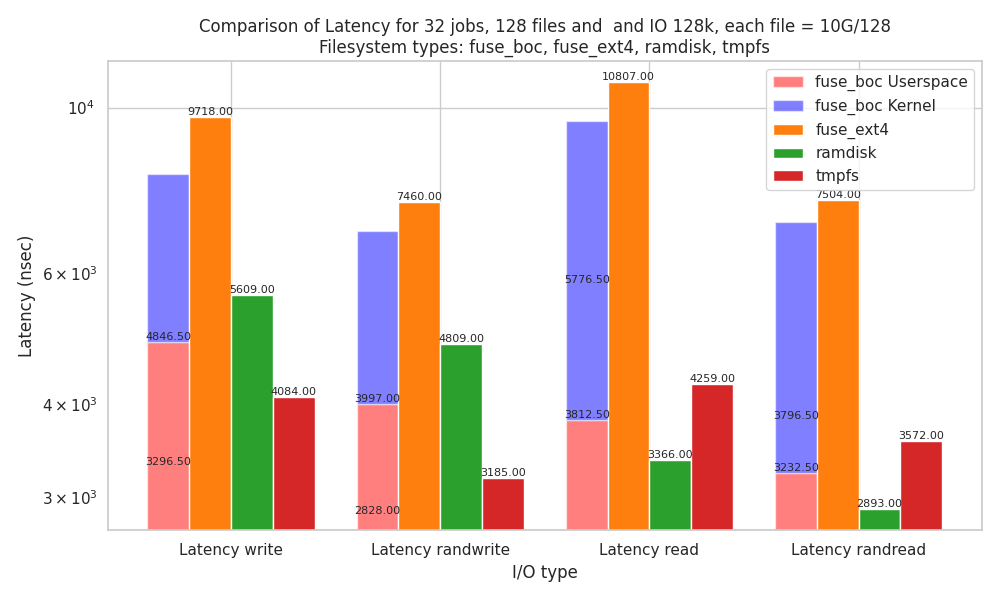 Comparison of Latency for 32 jobs, 128 files and  and IO 128k, each file = 10G/128
Filesystem types: fuse_boc, fuse_ext4, ramdisk, tmpfs
fuse_boc Userspace
fuse_boc Kernel
fuse_ext4
ramdisk
tmpfs
Latency (nsec)
10⁴
6 × 10³
4 × 10³
3 × 10³
4846.50
3296.50
9718.00
5609.00
4084.00
3997.00
2828.00
7460.00
4809.00
3185.00
5776.50
3812.50
10807.00
3366.00
4259.00
3796.50
3232.50
7504.00
2893.00
3572.00
Latency write
Latency randwrite
Latency read
Latency randread
I/O type